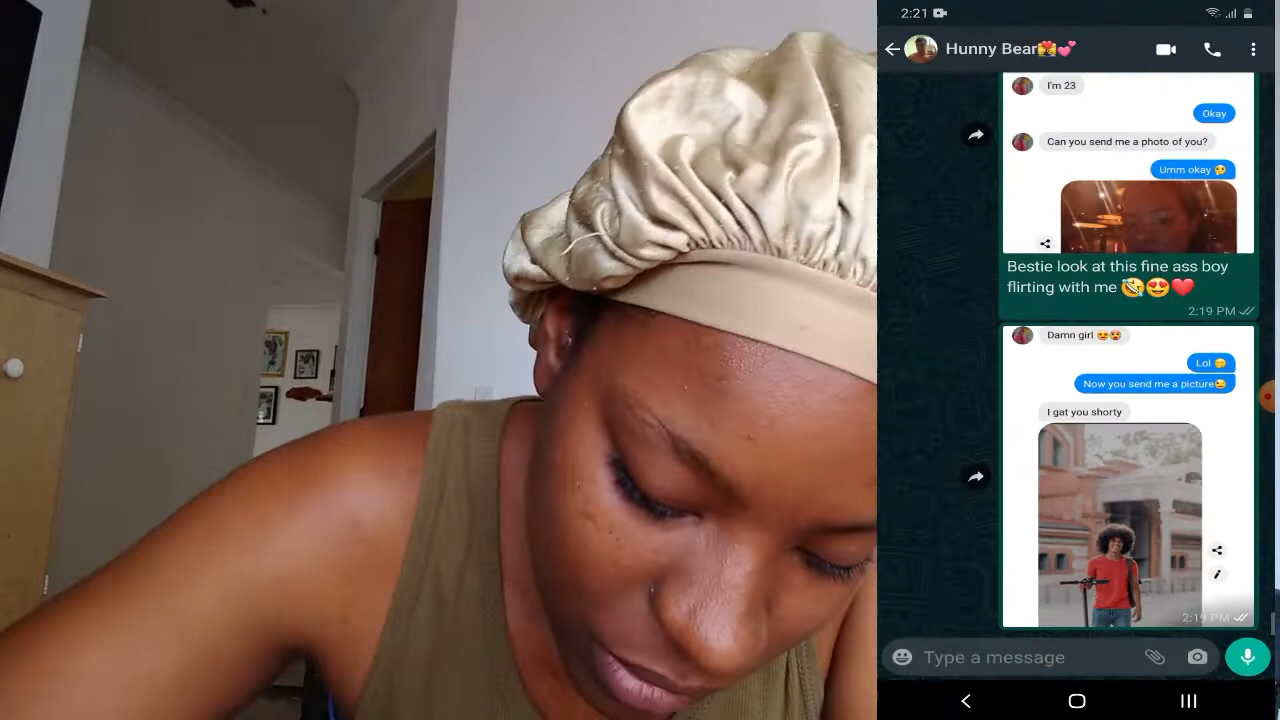 2:21
Hunny Bear👩‍❤️‍👨💕
I'm 23
Okay
Can you send me a photo of you?
Umm okay 🤔
Bestie look at this fine ass boy
flirting with me 🤣😍❤️
2:19 PM
Damn girl 😍🥵
Lol 🤭
Now you send me a picture😏
I gat you shorty
2:19 PM
Type a message